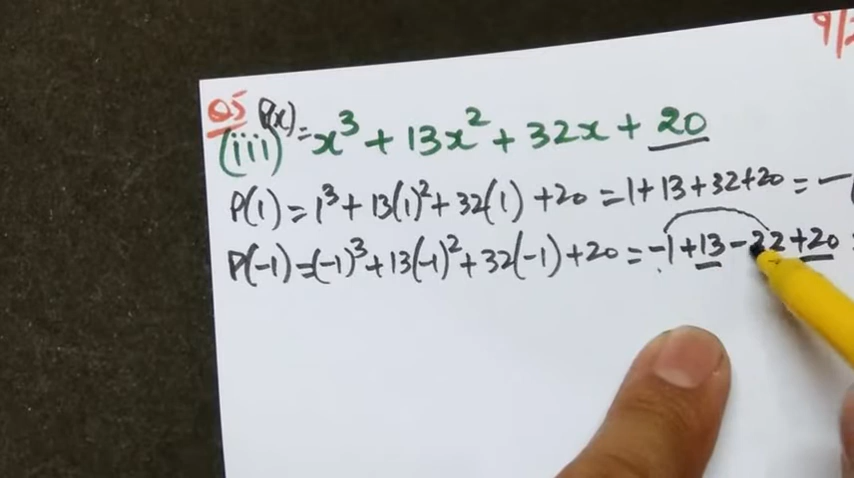 Q5 P(x)
(iii) = x³ + 13x² + 32x + 20
P(1) = 1³ + 13(1)² + 32(1) + 20 = 1 + 13 + 32 + 20 = –
P(-1) = (-1)³ + 13(-1)² + 32(-1) + 20 = -1 + 13 - 32 + 20 =